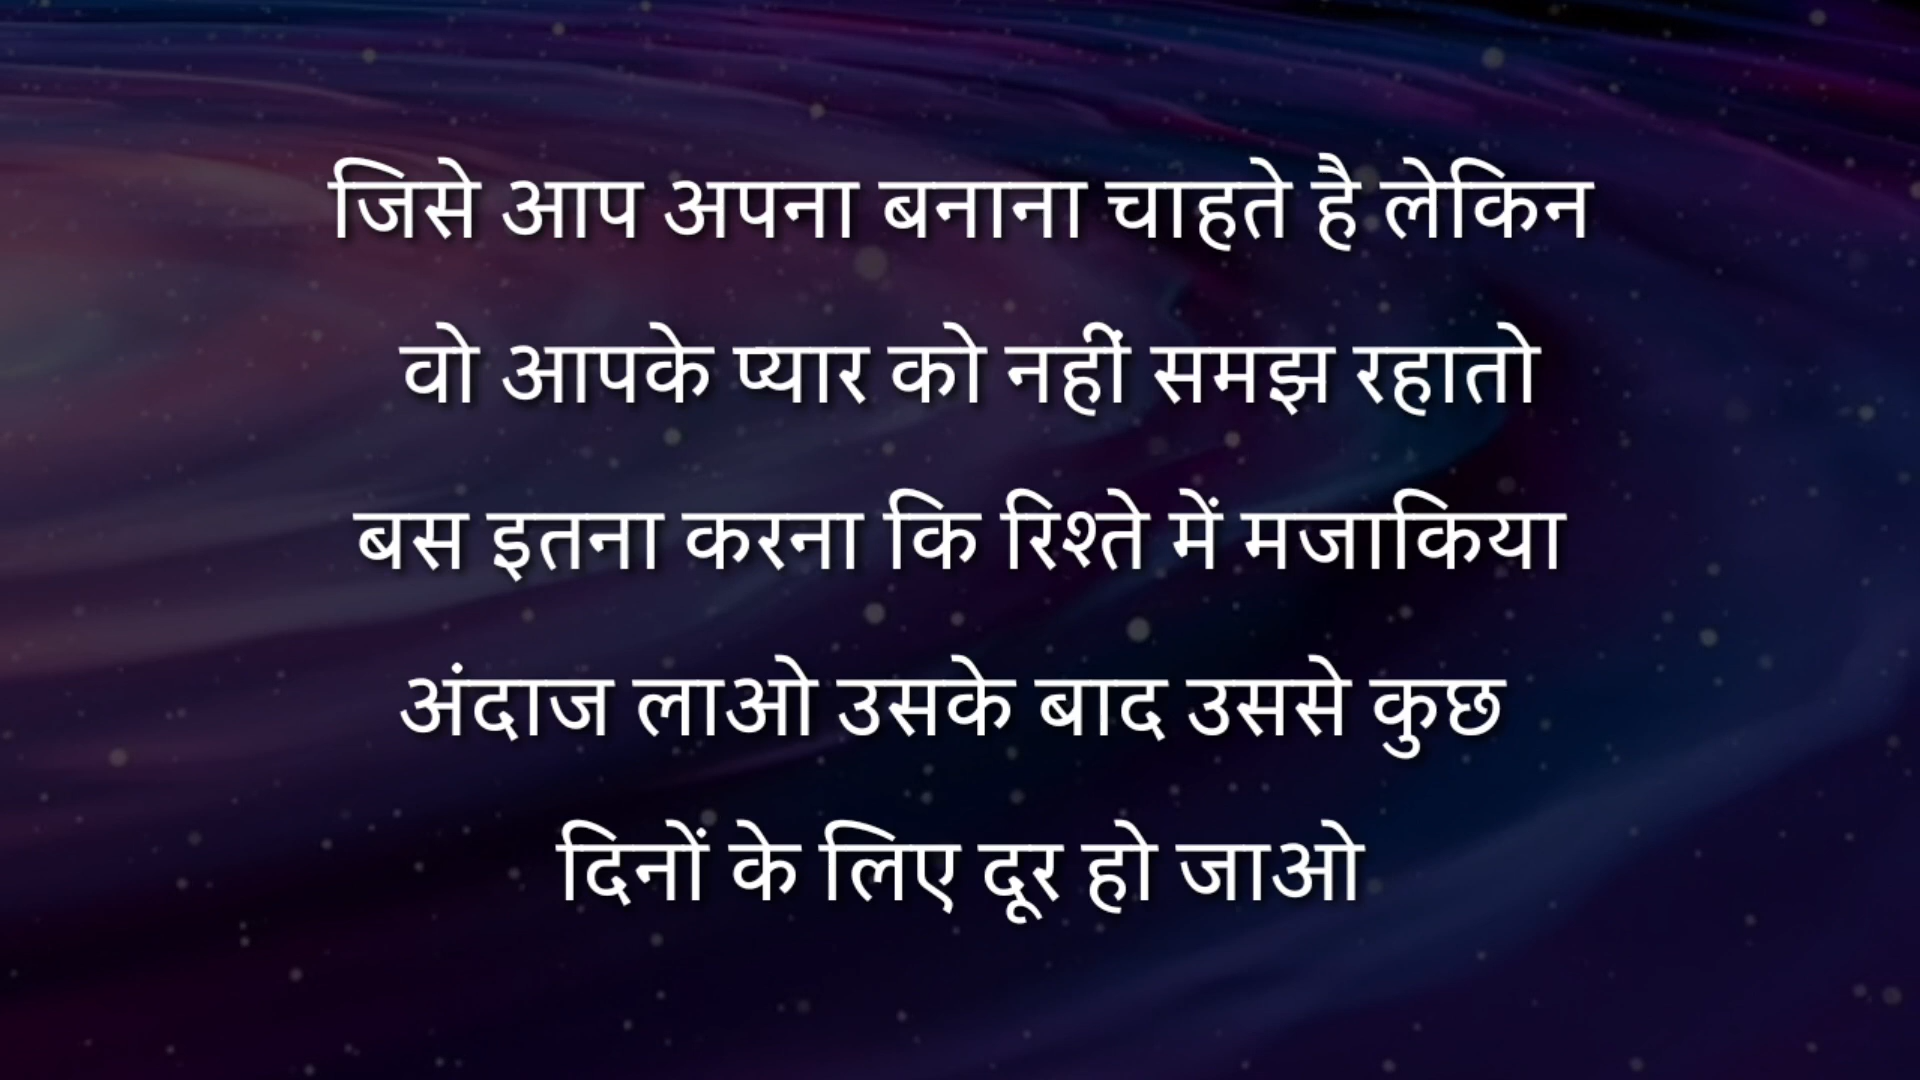 जिसे आप अपना बनाना चाहते है लेकिन
वो आपके प्यार को नहीं समझ रहातो
बस इतना करना कि रिश्ते में मजाकिया
अंदाज लाओ उसके बाद उससे कुछ
दिनों के लिए दूर हो जाओ